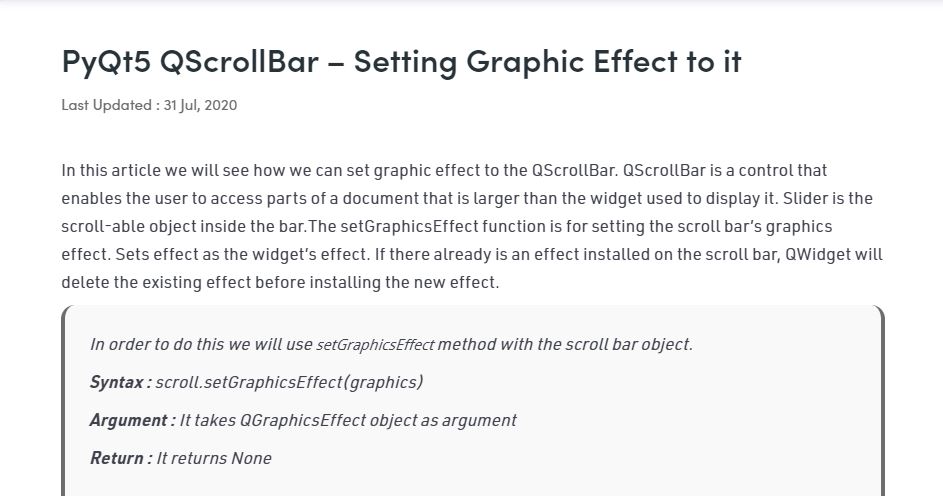 PyQt5 QScrollBar – Setting Graphic Effect to it
Last Updated : 31 Jul, 2020
In this article we will see how we can set graphic effect to the QScrollBar. QScrollBar is a control that
enables the user to access parts of a document that is larger than the widget used to display it. Slider is the
scroll-able object inside the bar.The setGraphicsEffect function is for setting the scroll bar’s graphics
effect. Sets effect as the widget’s effect. If there already is an effect installed on the scroll bar, QWidget will
delete the existing effect before installing the new effect.
In order to do this we will use setGraphicsEffect method with the scroll bar object.
Syntax : scroll.setGraphicsEffect(graphics)
Argument : It takes QGraphicsEffect object as argument
Return : It returns None